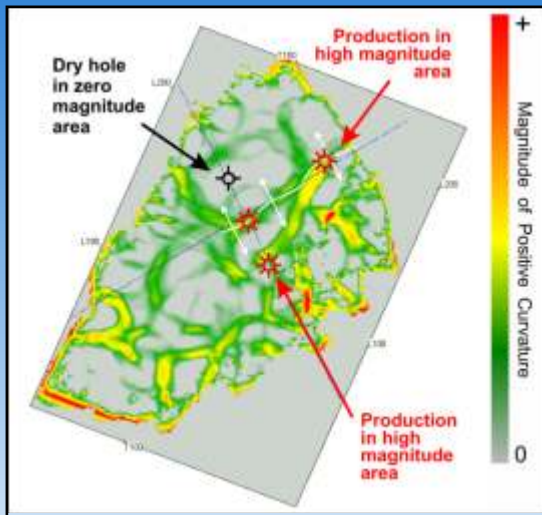 Production in
high magnitude
area
Dry hole
in zero
magnitude
area
+
Magnitude of Positive Curvature
0
Production
in high
magnitude
area